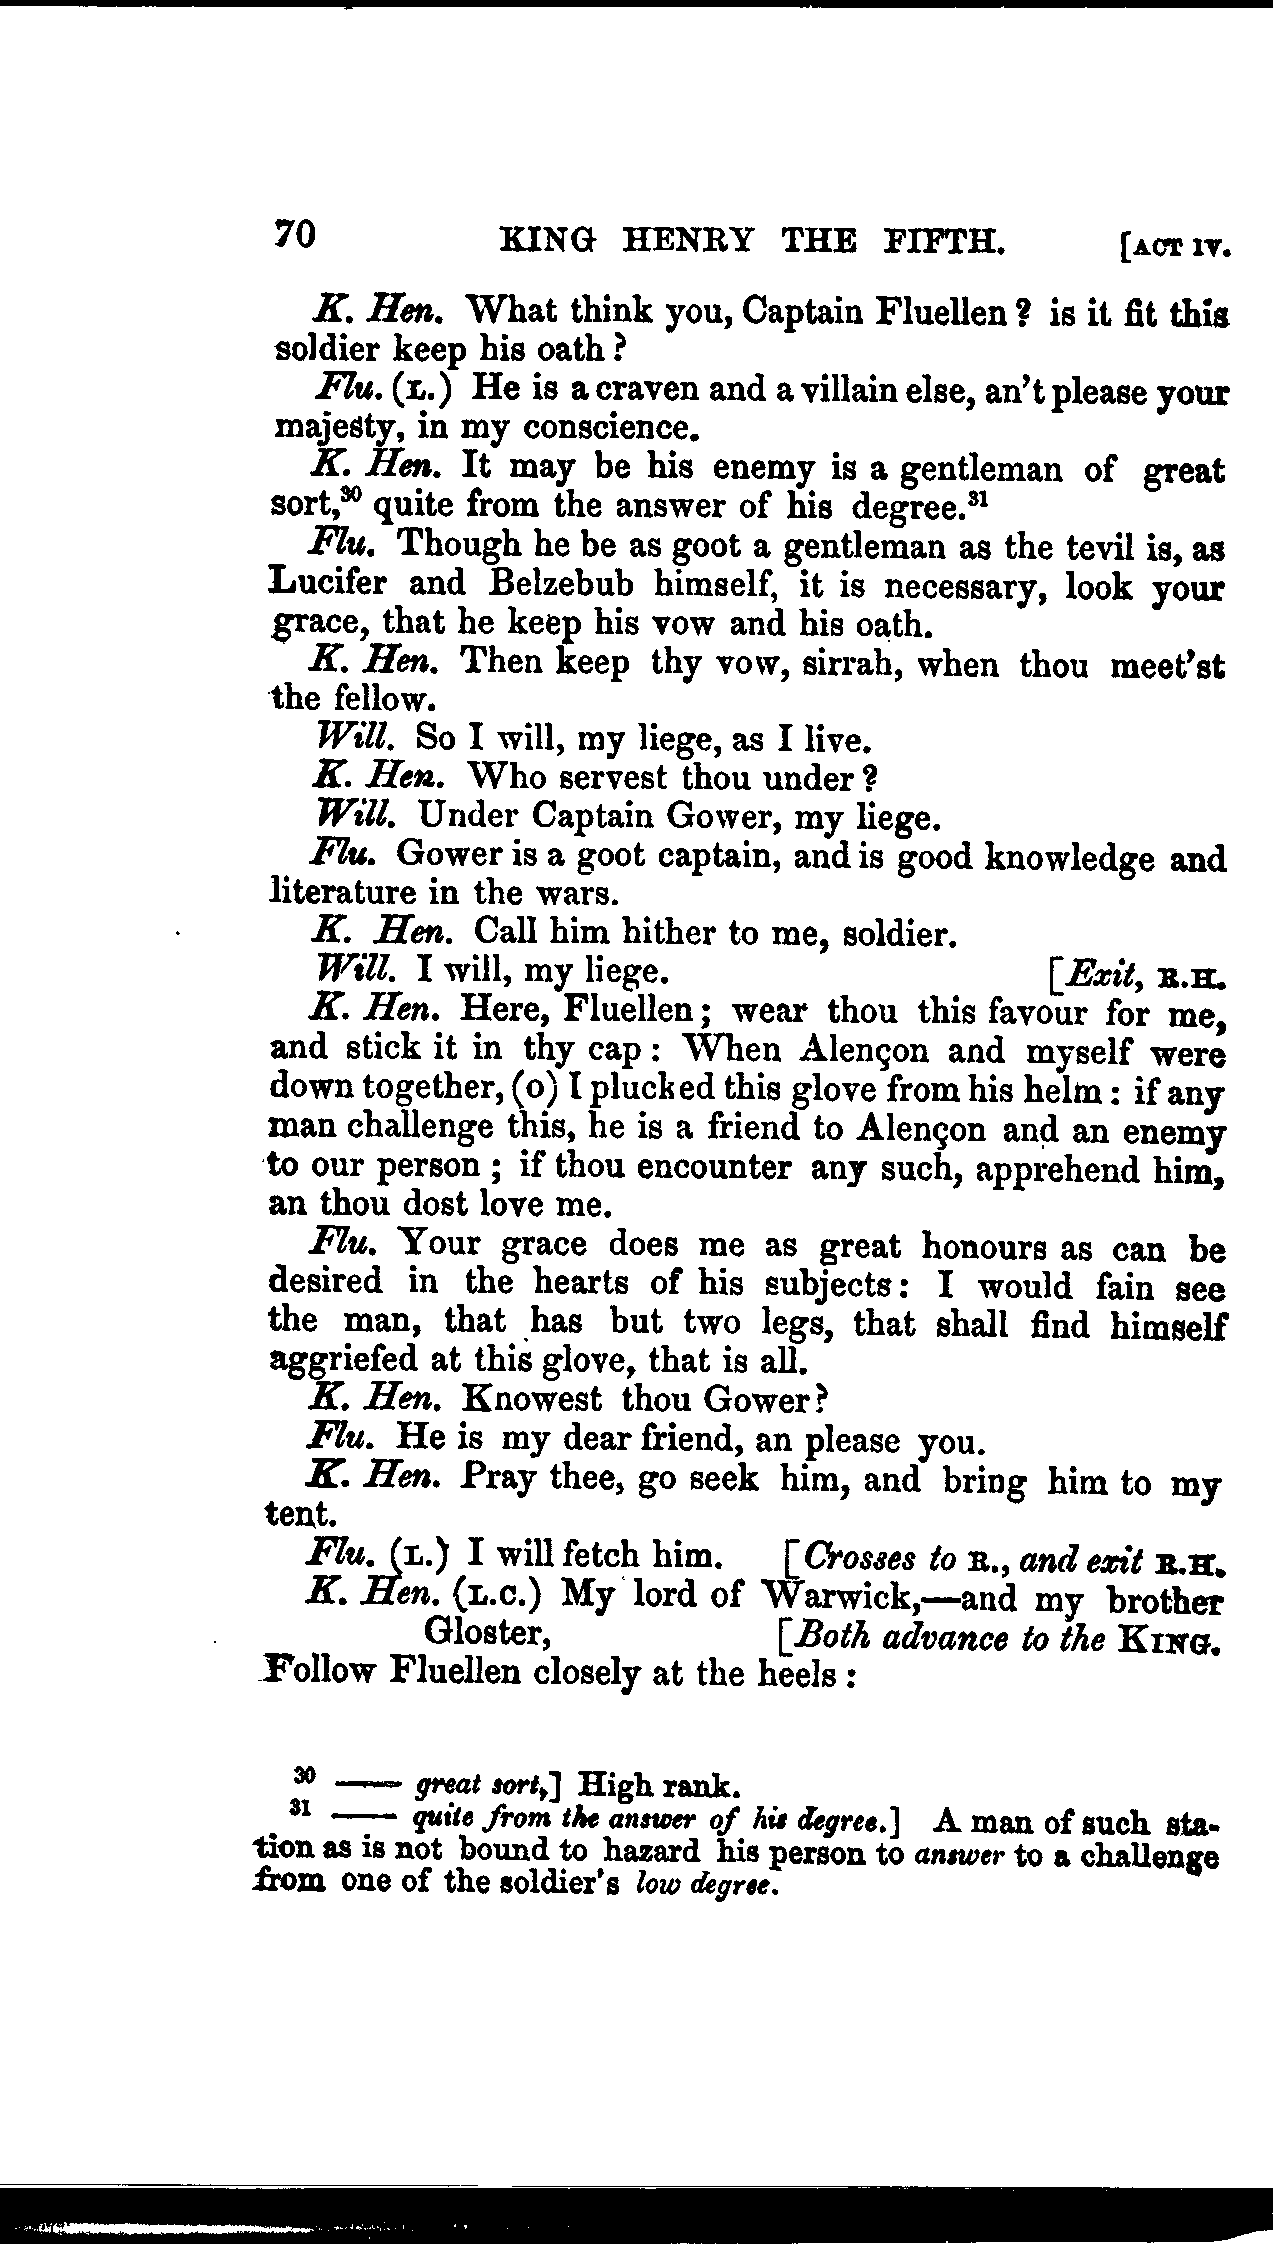 70 KING HENRY THE FIFTH. [ACT IV.
K. Hen. What think you, Captain Fluellen? is it fit this
soldier keep his oath?
Flu. (L.) He is a craven and a villain else, an't please your
majesty, in my conscience.
K. Hen. It may be his enemy is a gentleman of great
sort,³⁰ quite from the answer of his degree.³¹
Flu. Though he be as goot a gentleman as the tevil is, as
Lucifer and Belzebub himself, it is necessary, look your
grace, that he keep his vow and his oath.
K. Hen. Then keep thy vow, sirrah, when thou meet'st
the fellow.
Will. So I will, my liege, as I live.
K. Hen. Who servest thou under?
Will. Under Captain Gower, my liege.
Flu. Gower is a goot captain, and is good knowledge and
literature in the wars.
K. Hen. Call him hither to me, soldier.
Will. I will, my liege. [Exit, R.H.
K. Hen. Here, Fluellen; wear thou this favour for me,
and stick it in thy cap: When Alençon and myself were
down together, (o) I plucked this glove from his helm: if any
man challenge this, he is a friend to Alençon and an enemy
to our person; if thou encounter any such, apprehend him,
an thou dost love me.
Flu. Your grace does me as great honours as can be
desired in the hearts of his subjects: I would fain see
the man, that has but two legs, that shall find himself
aggriefed at this glove, that is all.
K. Hen. Knowest thou Gower?
Flu. He is my dear friend, an please you.
K. Hen. Pray thee, go seek him, and bring him to my
tent.
Flu. (L.) I will fetch him. [Crosses to R., and exit R.H.
K. Hen. (L.C.) My lord of Warwick,—and my brother
Gloster, [Both advance to the KING.
Follow Fluellen closely at the heels:
³⁰ —— great sort,] High rank.
³¹ —— quite from the answer of his degree.] A man of such sta-
tion as is not bound to hazard his person to answer to a challenge
from one of the soldier's low degree.